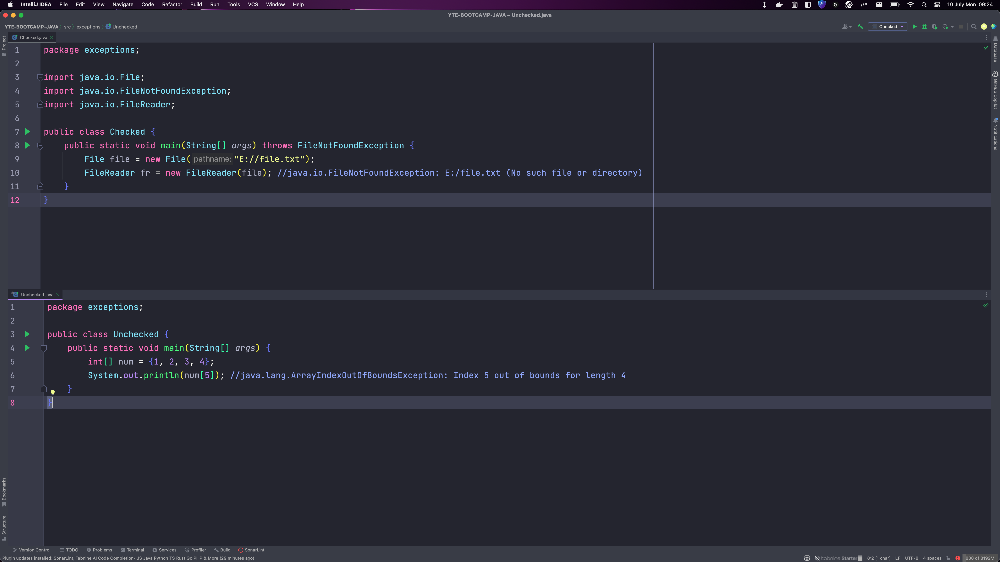 IntelliJ IDEA File Edit View Navigate Code Refactor Build Run Tools VCS Window Help 10 July Mon 09:24
YTE-BOOTCAMP-JAVA – Unchecked.java
YTE-BOOTCAMP-JAVA src exceptions Unchecked Checked
Project
Checked.java
1 package exceptions;
2
3 import java.io.File;
4 import java.io.FileNotFoundException;
5 import java.io.FileReader;
6
7 public class Checked {
8 public static void main(String[] args) throws FileNotFoundException {
9 File file = new File( pathname: "E://file.txt");
10 FileReader fr = new FileReader(file); //java.io.FileNotFoundException: E:/file.txt (No such file or directory)
11 }
12 }
Database
GitHub Copilot
Notifications
Unchecked.java
1 package exceptions;
2
3 public class Unchecked {
4 public static void main(String[] args) {
5 int[] num = {1, 2, 3, 4};
6 System.out.println(num[5]); //java.lang.ArrayIndexOutOfBoundsException: Index 5 out of bounds for length 4
7 }
8 }
Bookmarks
Structure
Version Control TODO Problems Terminal Services Profiler Build SonarLint
Plugin updates installed: SonarLint, Tabnine AI Code Completion- JS Java Python TS Rust Go PHP & More (29 minutes ago) tabnine Starter 8:2 (1 char) LF UTF-8 4 spaces 830 of 8192M